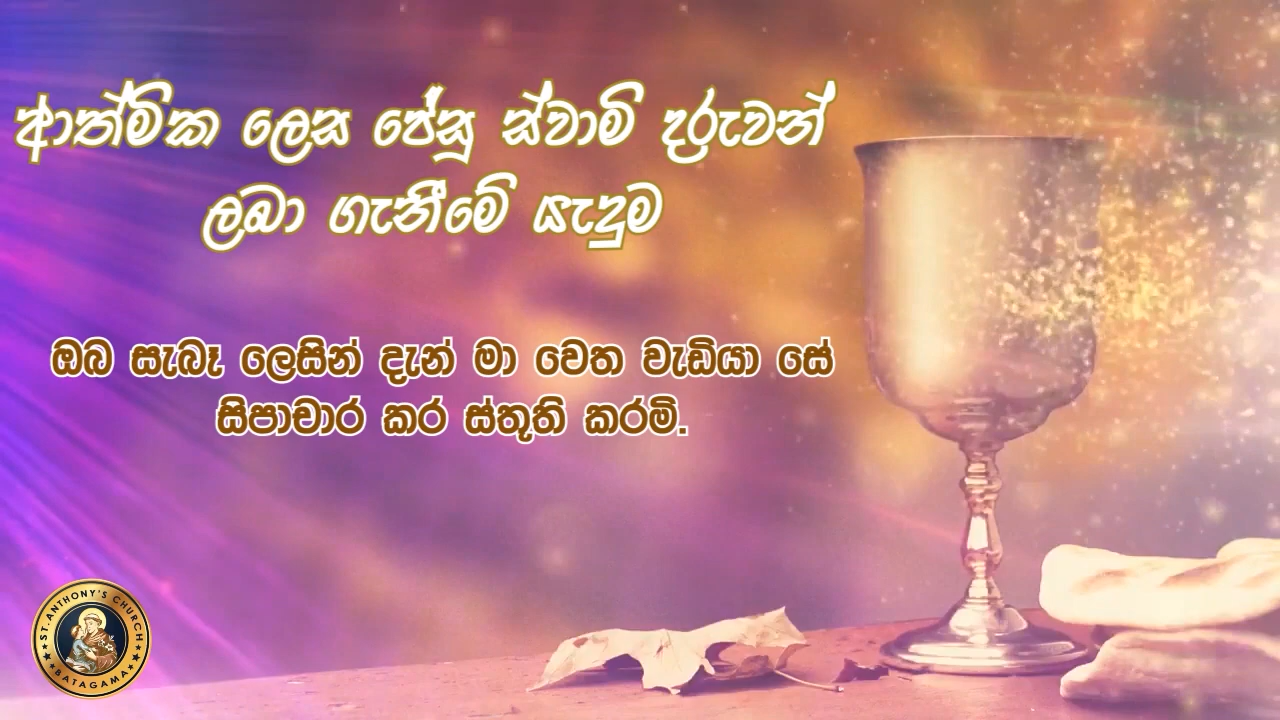 ආත්මික ලෙස ජේසු ස්වාමි දරුවන්
ලබා ගැනීමේ යැදුම
ඔබ සැබෑ ලෙසින් දැන් මා වෙත වැඩියා සේ
සිපාචාර කර ස්තූති කරමි.
ST. ANTHONY'S CHURCH
BATAGAMA